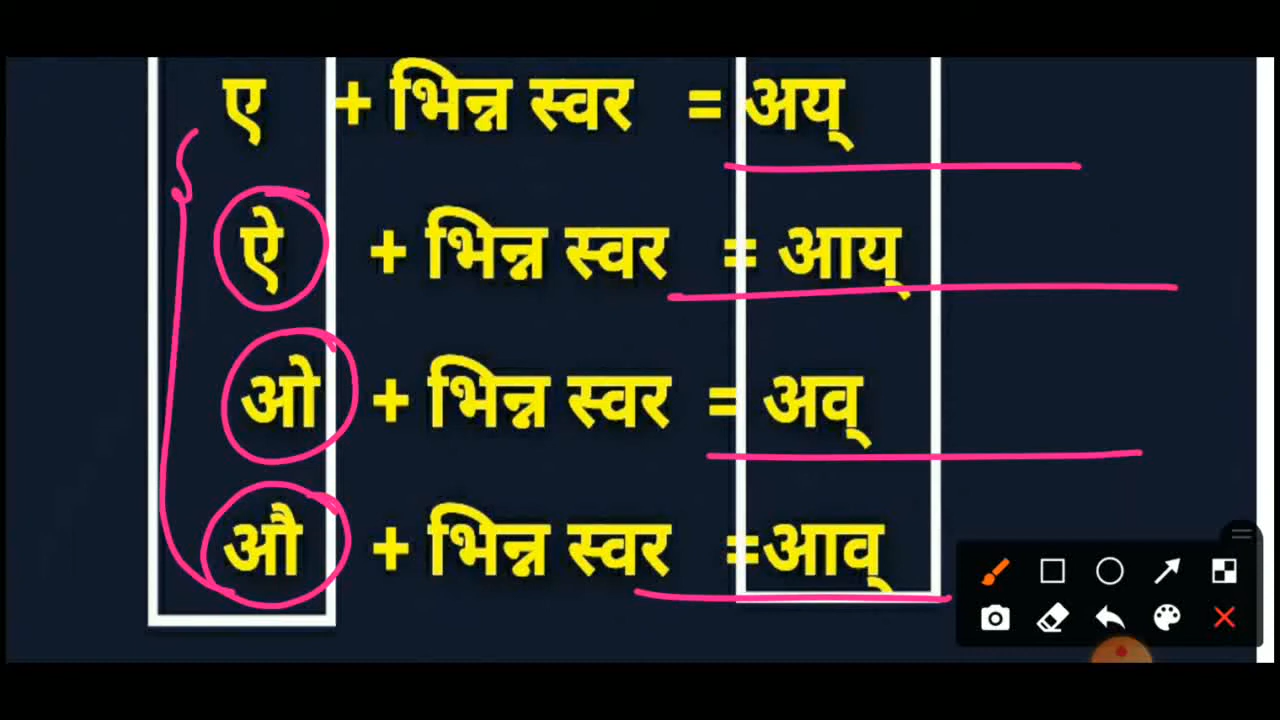 ए + भिन्न स्वर = अय्
ऐ + भिन्न स्वर = आय्
ओ + भिन्न स्वर = अव्
औ + भिन्न स्वर =आव्